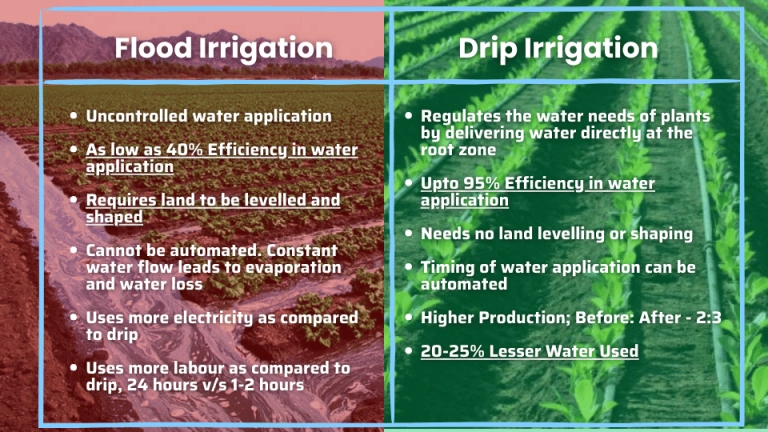 Flood Irrigation
Uncontrolled water application
As low as 40% Efficiency in water
application
Requires land to be levelled and
shaped
Cannot be automated. Constant
water flow leads to evaporation
and water loss
Uses more electricity as compared
to drip
Uses more labour as compared to
drip, 24 hours v/s 1-2 hours
Drip Irrigation
Regulates the water needs of plants
by delivering water directly at the
root zone
Upto 95% Efficiency in water
application
Needs no land levelling or shaping
Timing of water application can be
automated
Higher Production; Before: After - 2:3
20-25% Lesser Water Used